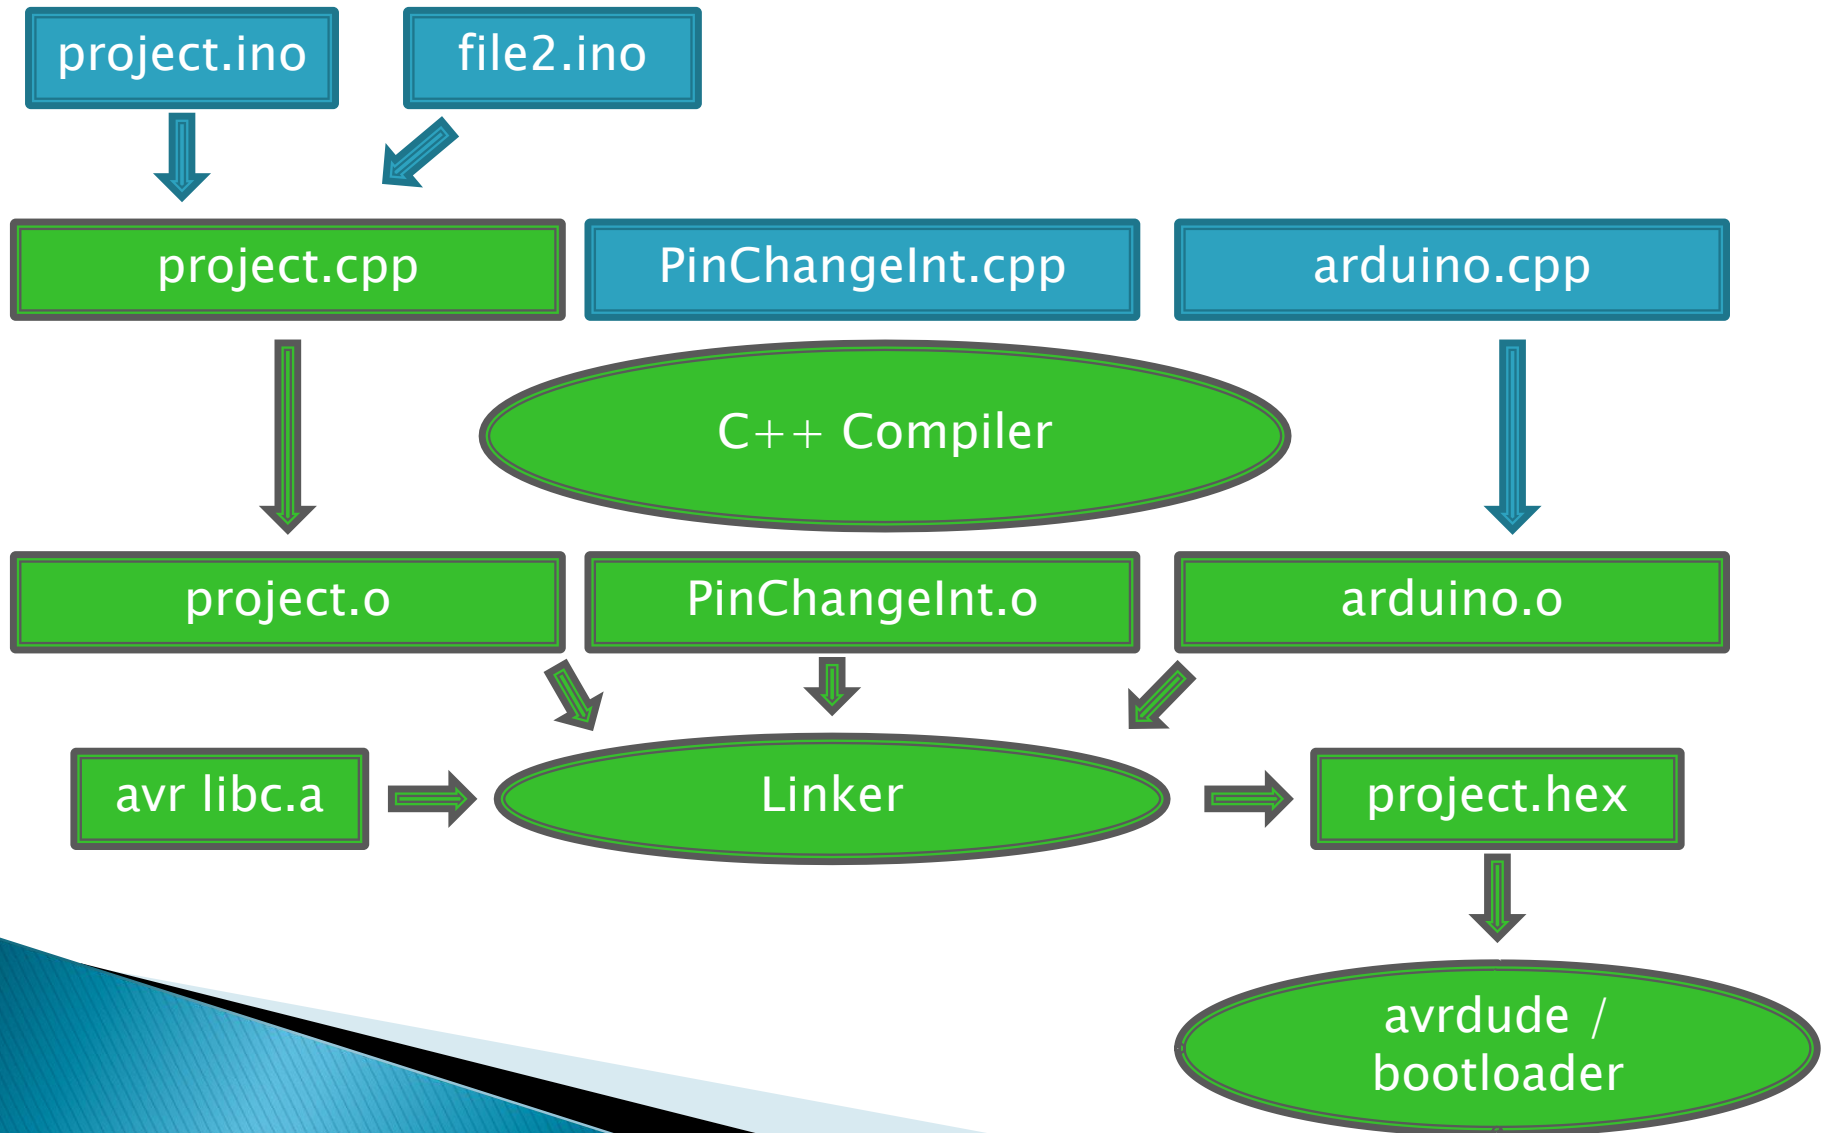 project.ino
file2.ino
project.cpp
PinChangeInt.cpp
arduino.cpp
C++ Compiler
project.o
PinChangeInt.o
arduino.o
avr libc.a
Linker
project.hex
avrdude /
bootloader